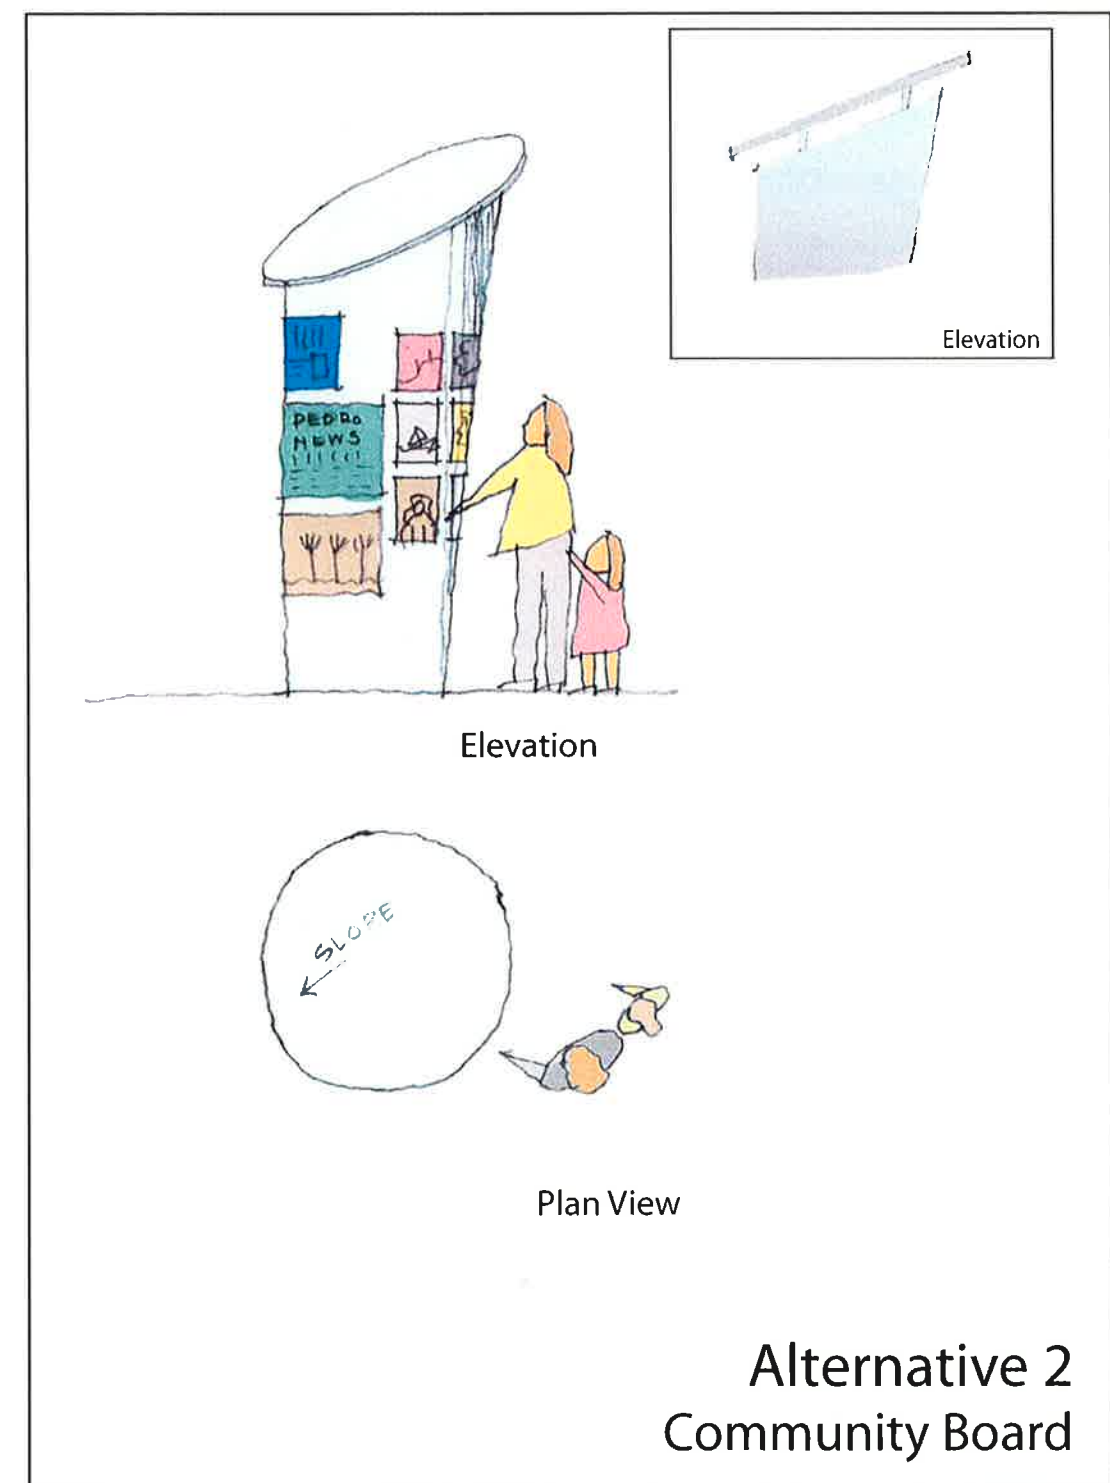 Elevation
PEDRO
NEWS
Elevation
SLOPE
Plan View
Alternative 2
Community Board